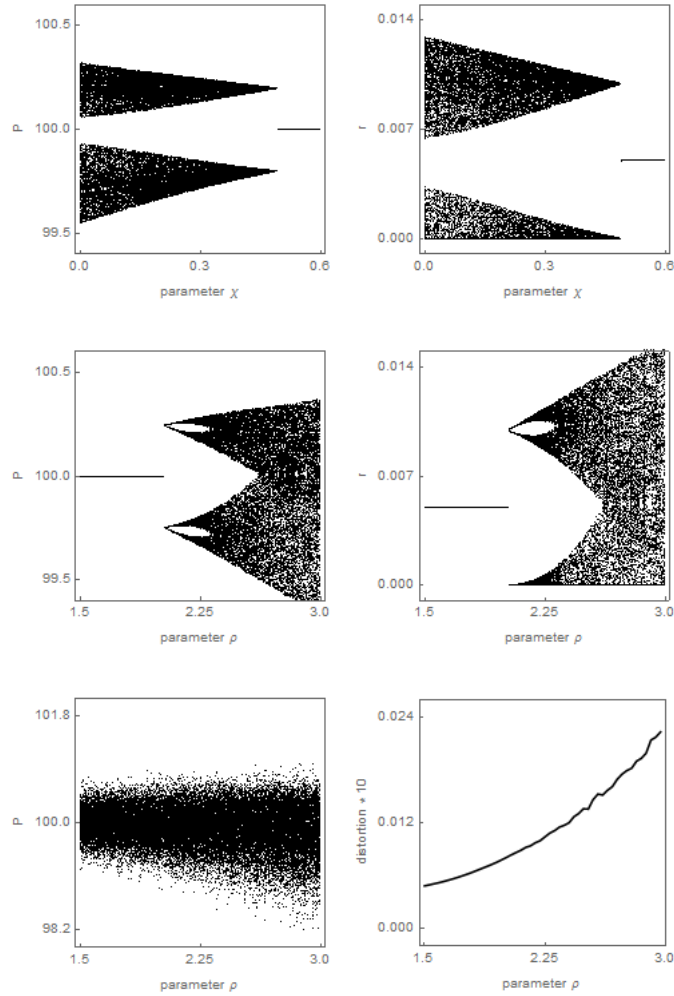 100.5
P
100.0
99.5
0.0 0.3 0.6
parameter χ
0.014
r
0.007
0.000
0.0 0.3 0.6
parameter χ
100.5
P
100.0
99.5
1.5 2.25 3.0
parameter ρ
0.014
r
0.007
0.000
1.5 2.25 3.0
parameter ρ
101.8
P
100.0
98.2
1.5 2.25 3.0
parameter ρ
0.024
distortion * 10
0.012
0.000
1.5 2.25 3.0
parameter ρ